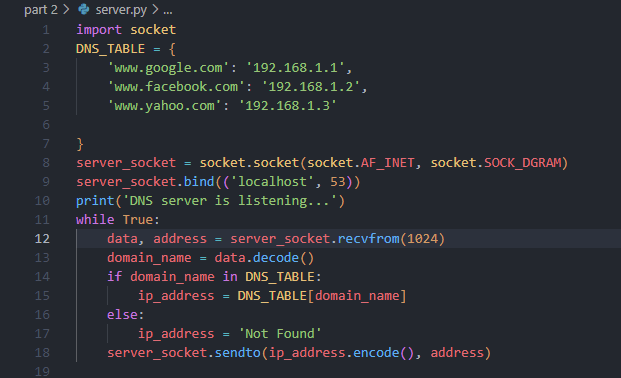 part 2 > server.py > ...
1 import socket
2 DNS_TABLE = {
3     'www.google.com': '192.168.1.1',
4     'www.facebook.com': '192.168.1.2',
5     'www.yahoo.com': '192.168.1.3'
6
7 }
8 server_socket = socket.socket(socket.AF_INET, socket.SOCK_DGRAM)
9 server_socket.bind(('localhost', 53))
10 print('DNS server is listening...')
11 while True:
12     data, address = server_socket.recvfrom(1024)
13     domain_name = data.decode()
14     if domain_name in DNS_TABLE:
15         ip_address = DNS_TABLE[domain_name]
16     else:
17         ip_address = 'Not Found'
18     server_socket.sendto(ip_address.encode(), address)
19